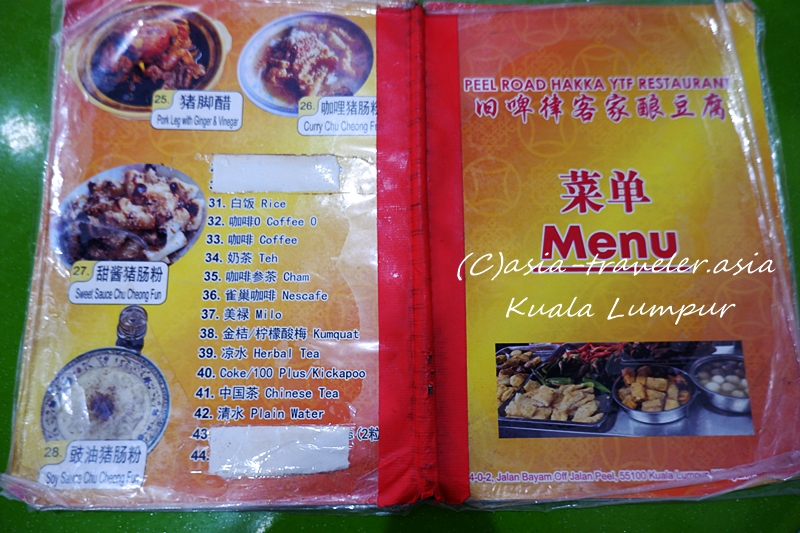 25. 猪脚醋
Pork Leg with Ginger & Vinegar
26. 咖哩猪肠粉
Curry Chu Cheong Fun
27. 甜酱猪肠粉
Sweet Sauce Chu Cheong Fun
28. 豉油猪肠粉
Soy Sauce Chu Cheong Fun
31. 白饭 Rice
32. 咖啡O Coffee O
33. 咖啡 Coffee
34. 奶茶 Teh
35. 咖啡参茶 Cham
36. 雀巢咖啡 Nescafe
37. 美禄 Milo
38. 金桔/柠檬酸梅 Kumquat
39. 凉水 Herbal Tea
40. Coke/100 Plus/Kickapoo
41. 中国茶 Chinese Tea
42. 清水 Plain Water
43
44.
PEEL ROAD HAKKA YTF RESTAURANT
旧啤律客家酿豆腐
菜单
Menu
(C)asia-traveler.asia
Kuala Lumpur
4-0-2, Jalan Bayam Off Jalan Peel, 55100 Kuala Lumpur